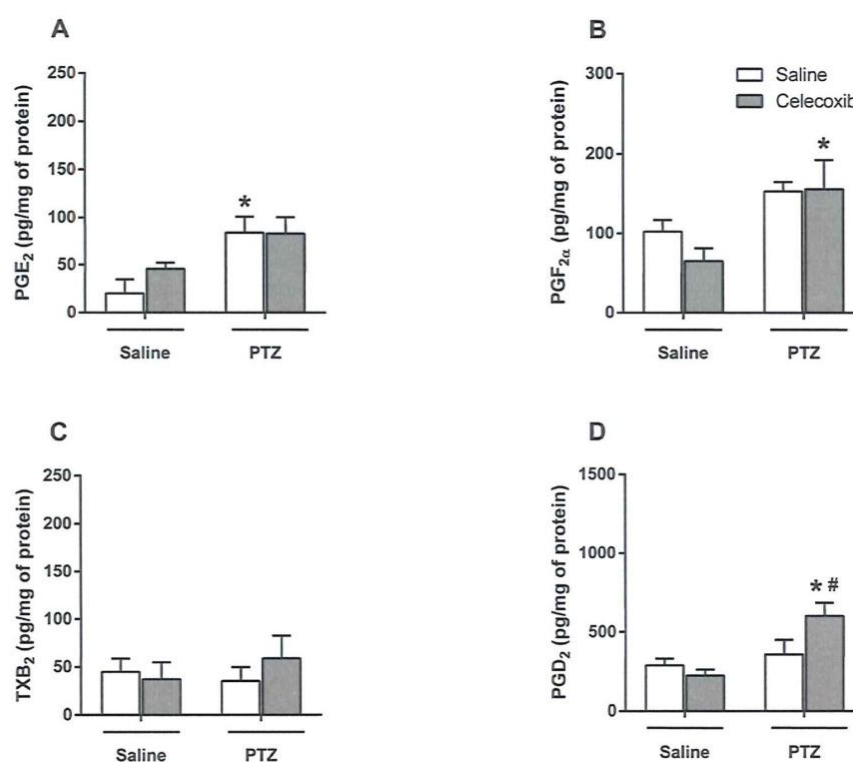 A
PGE2 (pg/mg of protein)
250
200
150
100
50
0
*
Saline
PTZ
B
PGF2α (pg/mg of protein)
300
200
100
0
Saline
Celecoxib
*
Saline
PTZ
C
TXB2 (pg/mg of protein)
250
200
150
100
50
0
Saline
PTZ
D
PGD2 (pg/mg of protein)
1500
1000
500
0
* #
Saline
PTZ